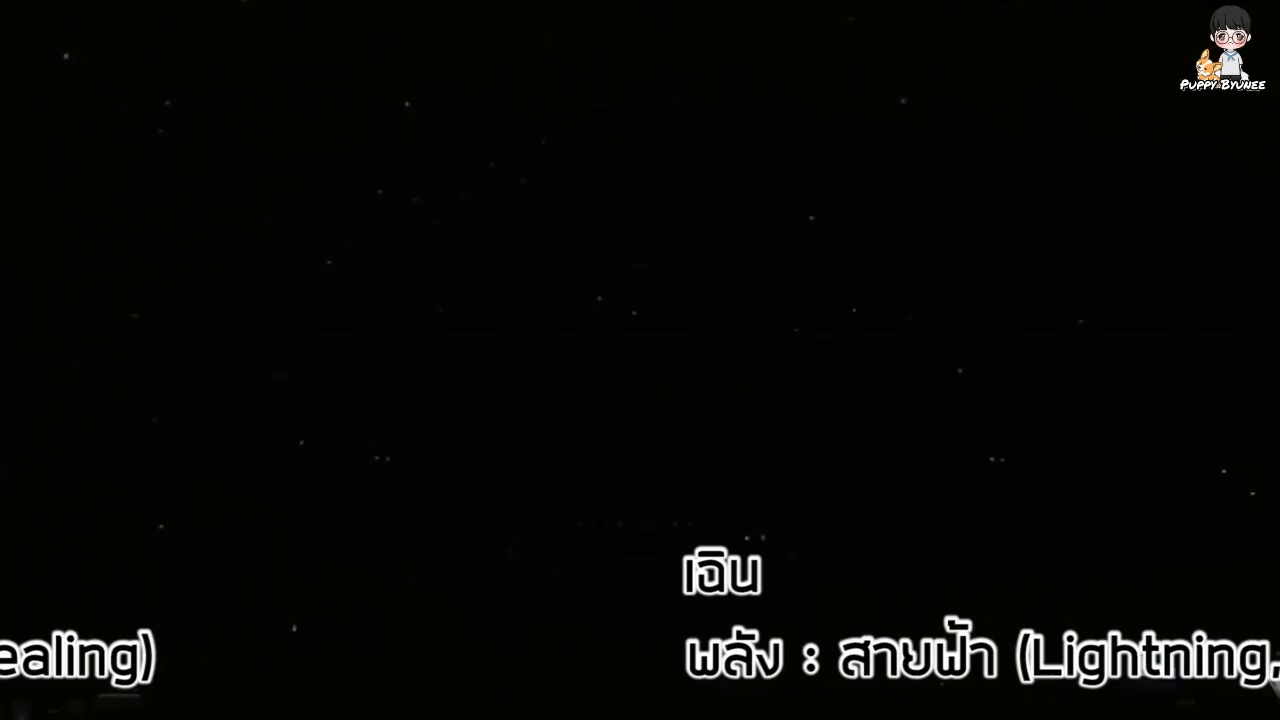 PUPPY BYUNEE
เฉิน
ealing)
พลัง : สายฟ้า (Lightning,